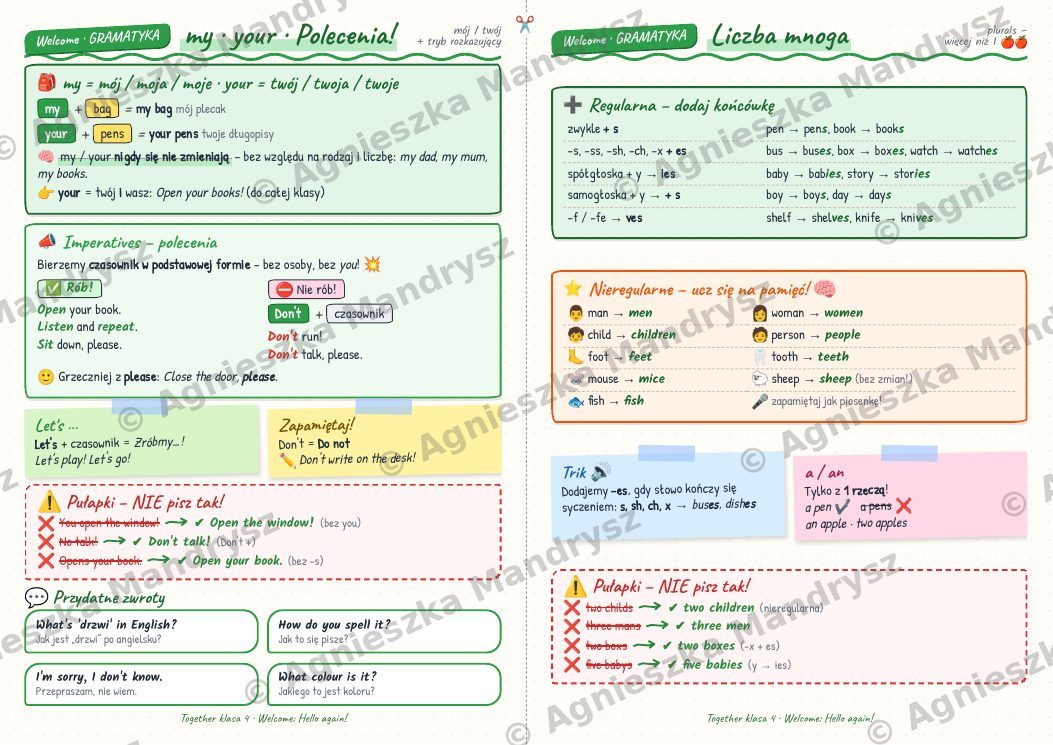 Welcome · GRAMATYKA
my · your · Polecenia!
mój / twój
+ tryb rozkazujący
my = mój / moja / moje · your = twój / twoja / twoje
my + bag = my bag mój plecak
your + pens = your pens twoje długopisy
my / your nigdy się nie zmieniają – bez względu na rodzaj i liczbę: my dad, my mum,
my books.
your = twój i wasz: Open your books! (do całej klasy)
Imperatives – polecenia
Bierzemy czasownik w podstawowej formie – bez osoby, bez you!
Rób!
Open your book.
Listen and repeat.
Sit down, please.
Nie rób!
Don't + czasownik
Don't run!
Don't talk, please.
Grzeczniej z please: Close the door, please.
Let's ...
Let's + czasownik = Zróbmy...!
Let's play! Let's go!
Zapamiętaj!
Don't = Do not
Don't write on the desk!
Pułapki – NIE pisz tak!
You open the window! → ✔ Open the window! (bez you)
No talk! → ✔ Don't talk! (Don't +)
Opens your book. → ✔ Open your book. (bez –s)
Przydatne zwroty
What's 'drzwi' in English?
Jak jest „drzwi” po angielsku?
How do you spell it?
Jak to się pisze?
I'm sorry, I don't know.
Przepraszam, nie wiem.
What colour is it?
Jakiego to jest koloru?
Together klasa 4 · Welcome: Hello again!
Welcome · GRAMATYKA
Liczba mnoga
plurals –
więcej niż 1
Regularna – dodaj końcówkę
zwykle + s pen → pens, book → books
–s, –ss, –sh, –ch, –x + es bus → buses, box → boxes, watch → watches
spółgłoska + y → ies baby → babies, story → stories
samogłoska + y → + s boy → boys, day → days
–f / –fe → ves shelf → shelves, knife → knives
Nieregularne – ucz się na pamięć!
man → men woman → women
child → children person → people
foot → feet tooth → teeth
mouse → mice sheep → sheep (bez zmian!)
fish → fish zapamiętaj jak piosenkę!
Trik
Dodajemy –es, gdy słowo kończy się
syczeniem: s, sh, ch, x → buses, dishes
a / an
Tylko z 1 rzeczą!
a pen ✔ a pens ❌
an apple · two apples
Pułapki – NIE pisz tak!
two childs → ✔ two children (nieregularna)
three mans → ✔ three men
two boxs → ✔ two boxes (–x + es)
five babys → ✔ five babies (y → ies)
Together klasa 4 · Welcome: Hello again!
© Agnieszka Mandrysz